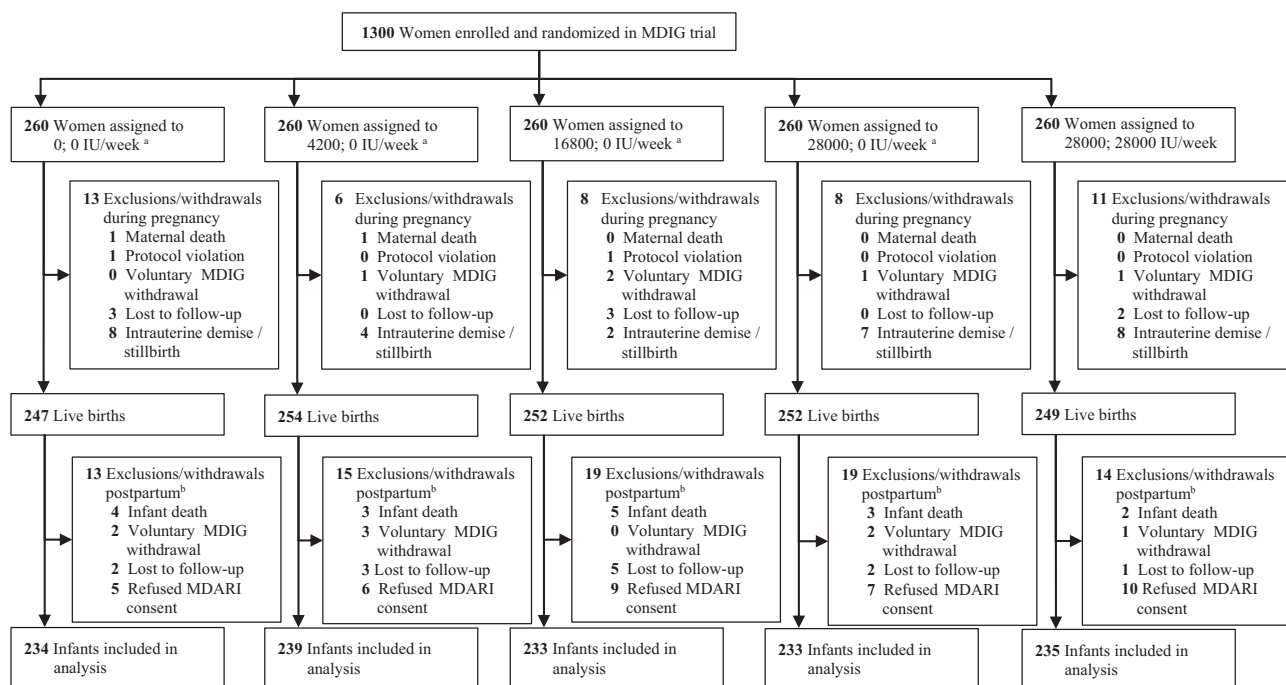 1300 Women enrolled and randomized in MDIG trial
260 Women assigned to
0; 0 IU/week a
260 Women assigned to
4200; 0 IU/week a
260 Women assigned to
16800; 0 IU/week a
260 Women assigned to
28000; 0 IU/week a
260 Women assigned to
28000; 28000 IU/week
13 Exclusions/withdrawals
during pregnancy
1 Maternal death
1 Protocol violation
0 Voluntary MDIG
withdrawal
3 Lost to follow-up
8 Intrauterine demise /
stillbirth
6 Exclusions/withdrawals
during pregnancy
1 Maternal death
0 Protocol violation
1 Voluntary MDIG
withdrawal
0 Lost to follow-up
4 Intrauterine demise /
stillbirth
8 Exclusions/withdrawals
during pregnancy
0 Maternal death
1 Protocol violation
2 Voluntary MDIG
withdrawal
3 Lost to follow-up
2 Intrauterine demise /
stillbirth
8 Exclusions/withdrawals
during pregnancy
0 Maternal death
0 Protocol violation
1 Voluntary MDIG
withdrawal
0 Lost to follow-up
7 Intrauterine demise /
stillbirth
11 Exclusions/withdrawals
during pregnancy
0 Maternal death
0 Protocol violation
1 Voluntary MDIG
withdrawal
2 Lost to follow-up
8 Intrauterine demise /
stillbirth
247 Live births
254 Live births
252 Live births
252 Live births
249 Live births
13 Exclusions/withdrawals
postpartum b
4 Infant death
2 Voluntary MDIG
withdrawal
2 Lost to follow-up
5 Refused MDARI
consent
15 Exclusions/withdrawals
postpartum b
3 Infant death
3 Voluntary MDIG
withdrawal
3 Lost to follow-up
6 Refused MDARI
consent
19 Exclusions/withdrawals
postpartum b
5 Infant death
0 Voluntary MDIG
withdrawal
5 Lost to follow-up
9 Refused MDARI
consent
19 Exclusions/withdrawals
postpartum b
3 Infant death
2 Voluntary MDIG
withdrawal
2 Lost to follow-up
7 Refused MDARI
consent
14 Exclusions/withdrawals
postpartum b
2 Infant death
1 Voluntary MDIG
withdrawal
1 Lost to follow-up
10 Refused MDARI
consent
234 Infants included in
analysis
239 Infants included in
analysis
233 Infants included in
analysis
233 Infants included in
analysis
235 Infants included in
analysis